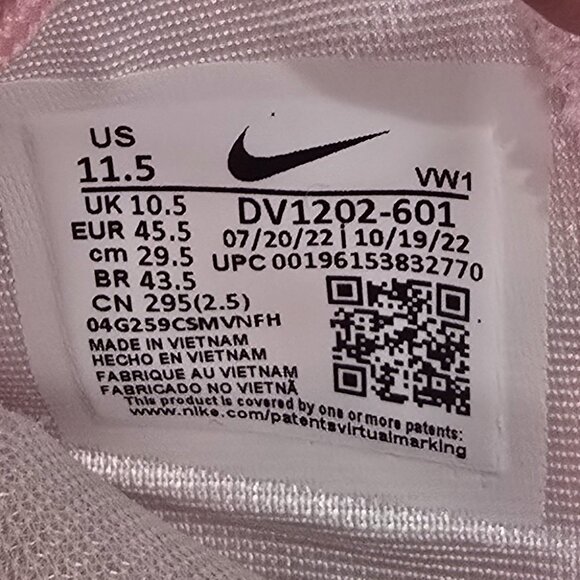 US
11.5
VW1
UK 10.5
DV1202-601
EUR 45.5
07/20/22 | 10/19/22
cm 29.5
UPC 00196153832770
BR 43.5
CN 295(2.5)
04G259CSMVNFH
MADE IN VIETNAM
HECHO EN VIETNAM
FABRIQUE AU VIETNAM
FABRICADO NO VIETNÃ
This product is covered by one or more patents:
www.nike.com/patentsvirtualmarking